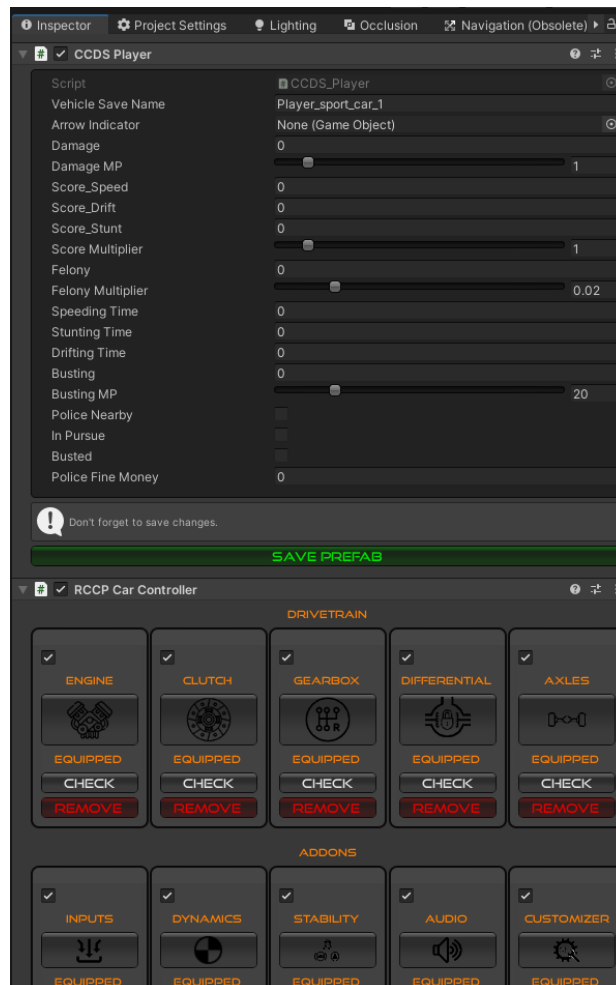 Inspector Project Settings Lighting Occlusion Navigation (Obsolete)
CCDS Player
Script CCDS_Player
Vehicle Save Name Player_sport_car_1
Arrow Indicator None (Game Object)
Damage 0
Damage MP 1
Score_Speed 0
Score_Drift 0
Score_Stunt 0
Score Multiplier 1
Felony 0
Felony Multiplier 0.02
Speeding Time 0
Stunting Time 0
Drifting Time 0
Busting 0
Busting MP 20
Police Nearby
In Pursue
Busted
Police Fine Money 0
Don't forget to save changes.
SAVE PREFAB
RCCP Car Controller
DRIVETRAIN
ENGINE CLUTCH GEARBOX DIFFERENTIAL AXLES
EQUIPPED EQUIPPED EQUIPPED EQUIPPED EQUIPPED
CHECK CHECK CHECK CHECK CHECK
REMOVE REMOVE REMOVE REMOVE REMOVE
ADDONS
INPUTS DYNAMICS STABILITY AUDIO CUSTOMIZER
EQUIPPED EQUIPPED EQUIPPED EQUIPPED EQUIPPED